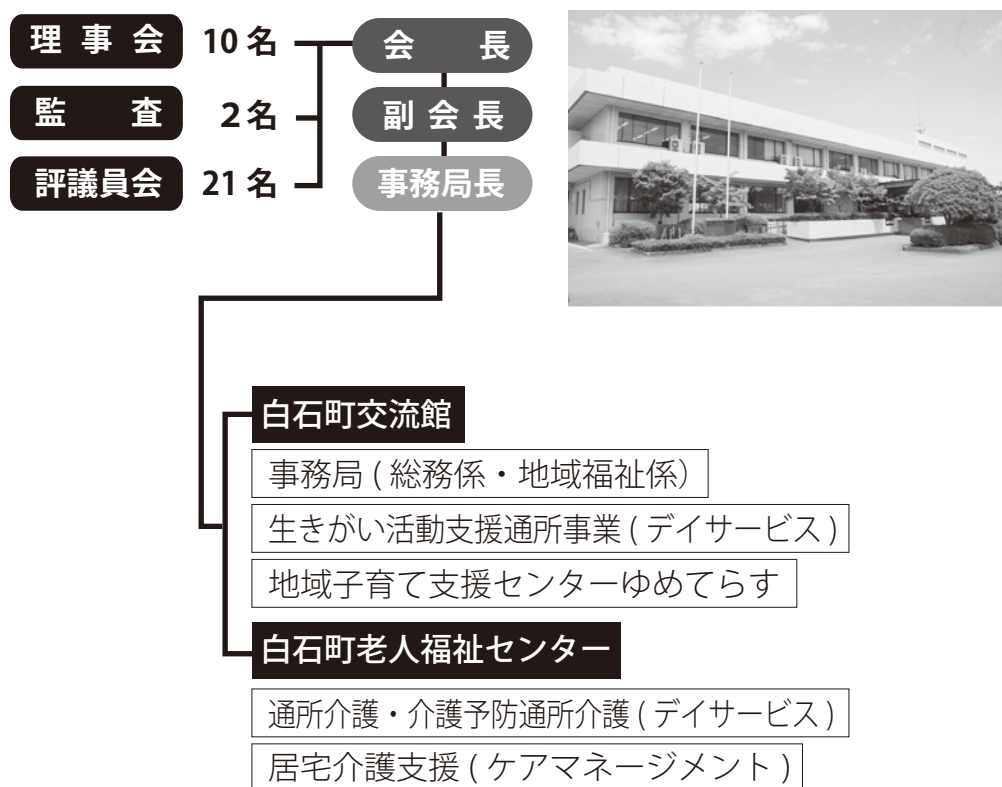 理事会 10名 会長
監査 2名 副会長
評議員会 21名 事務局長
白石町交流館
事務局(総務係・地域福祉係)
生きがい活動支援通所事業(デイサービス)
地域子育て支援センターゆめてらす
白石町老人福祉センター
通所介護・介護予防通所介護(デイサービス)
居宅介護支援(ケアマネージメント)